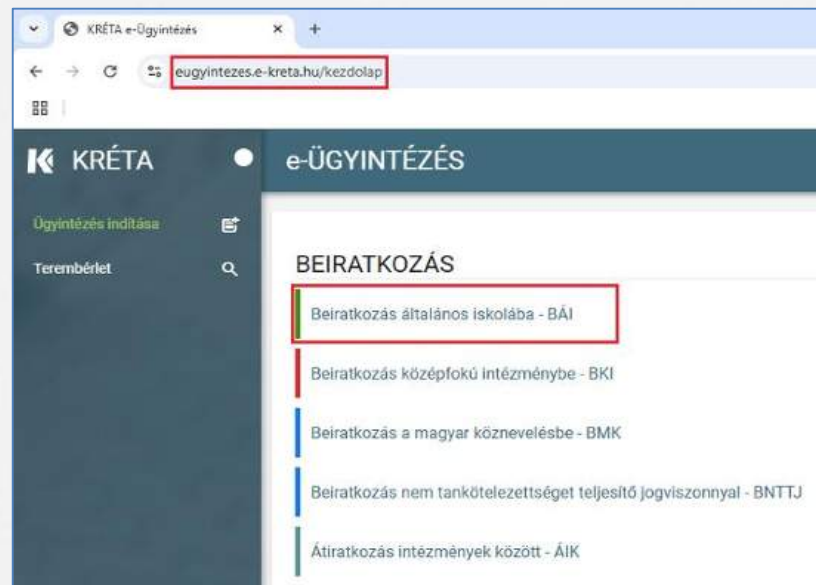 KRÉTA e-Ügyintézés
eugyintezes.e-kreta.hu/kezdolap
KRÉTA
e-ÜGYINTÉZÉS
Ügyintézés indítása
Terembérlet
BEIRATKOZÁS
Beiratkozás általános iskolába - BÁI
Beiratkozás középfokú intézménybe - BKI
Beiratkozás a magyar köznevelésbe - BMK
Beiratkozás nem tankötelezettséget teljesítő jogviszonnyal - BNTTJ
Átiratkozás intézmények között - ÁIK